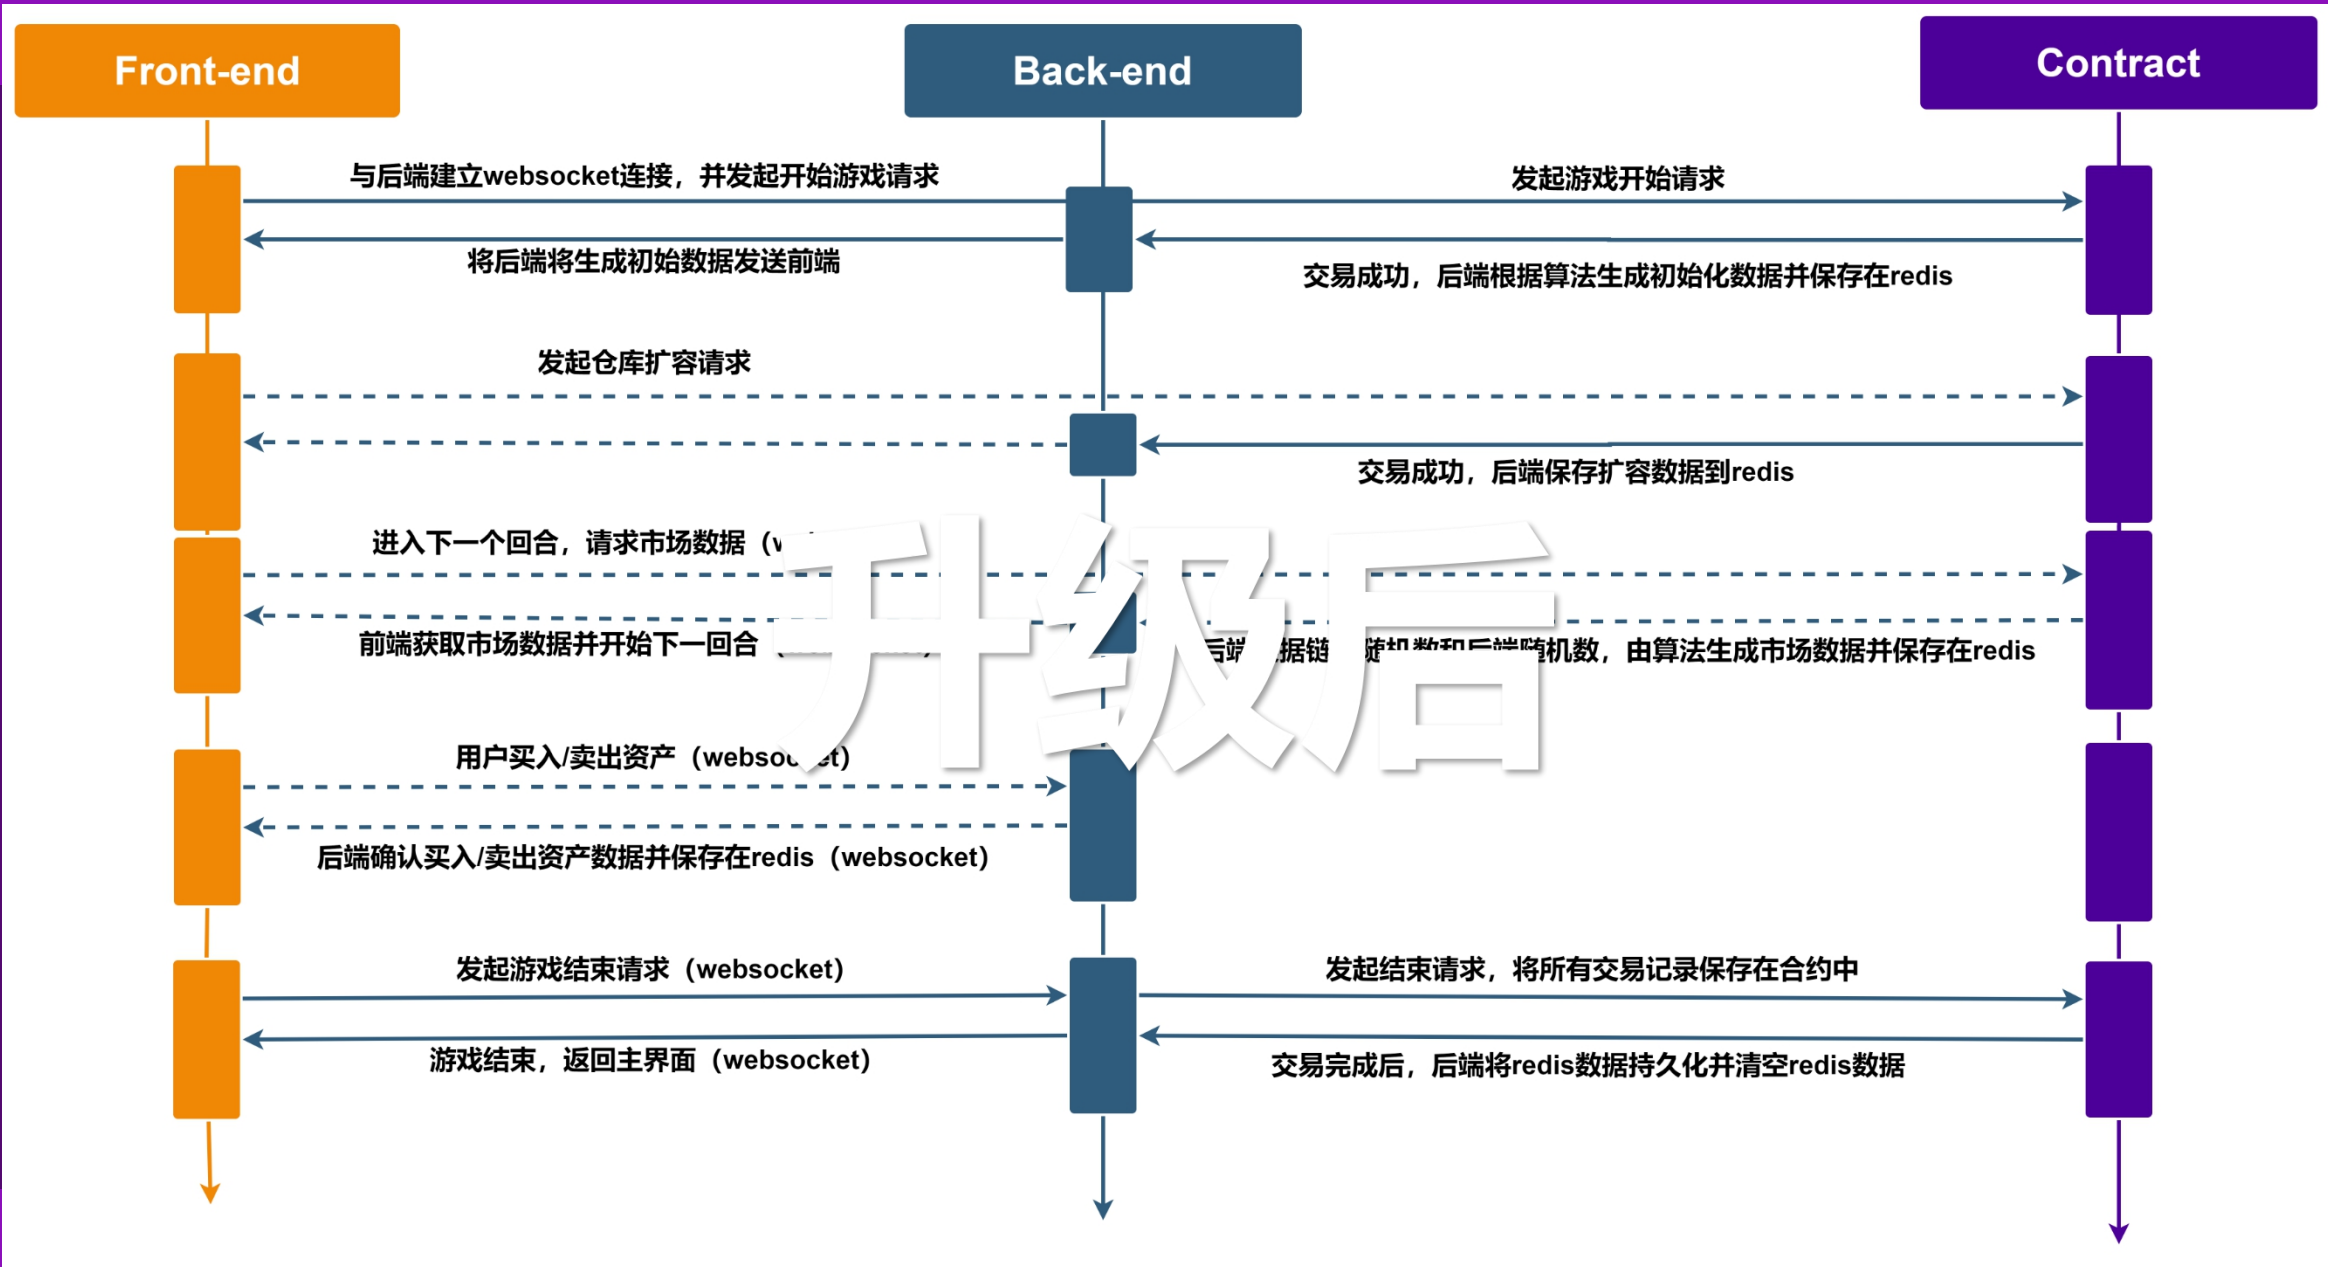 Front-end
Back-end
Contract
与后端建立websocket连接，并发起开始游戏请求
发起游戏开始请求
将后端将生成初始数据发送前端
交易成功，后端根据算法生成初始化数据并保存在redis
发起仓库扩容请求
交易成功，后端保存扩容数据到redis
进入下一个回合，请求市场数据
前端获取市场数据并开始下一回合
后端 据链 随机数和后端随机数，由算法生成市场数据并保存在redis
升级后
用户买入/卖出资产（websocket）
后端确认买入/卖出资产数据并保存在redis（websocket）
发起游戏结束请求（websocket）
发起结束请求，将所有交易记录保存在合约中
游戏结束，返回主界面（websocket）
交易完成后，后端将redis数据持久化并清空redis数据